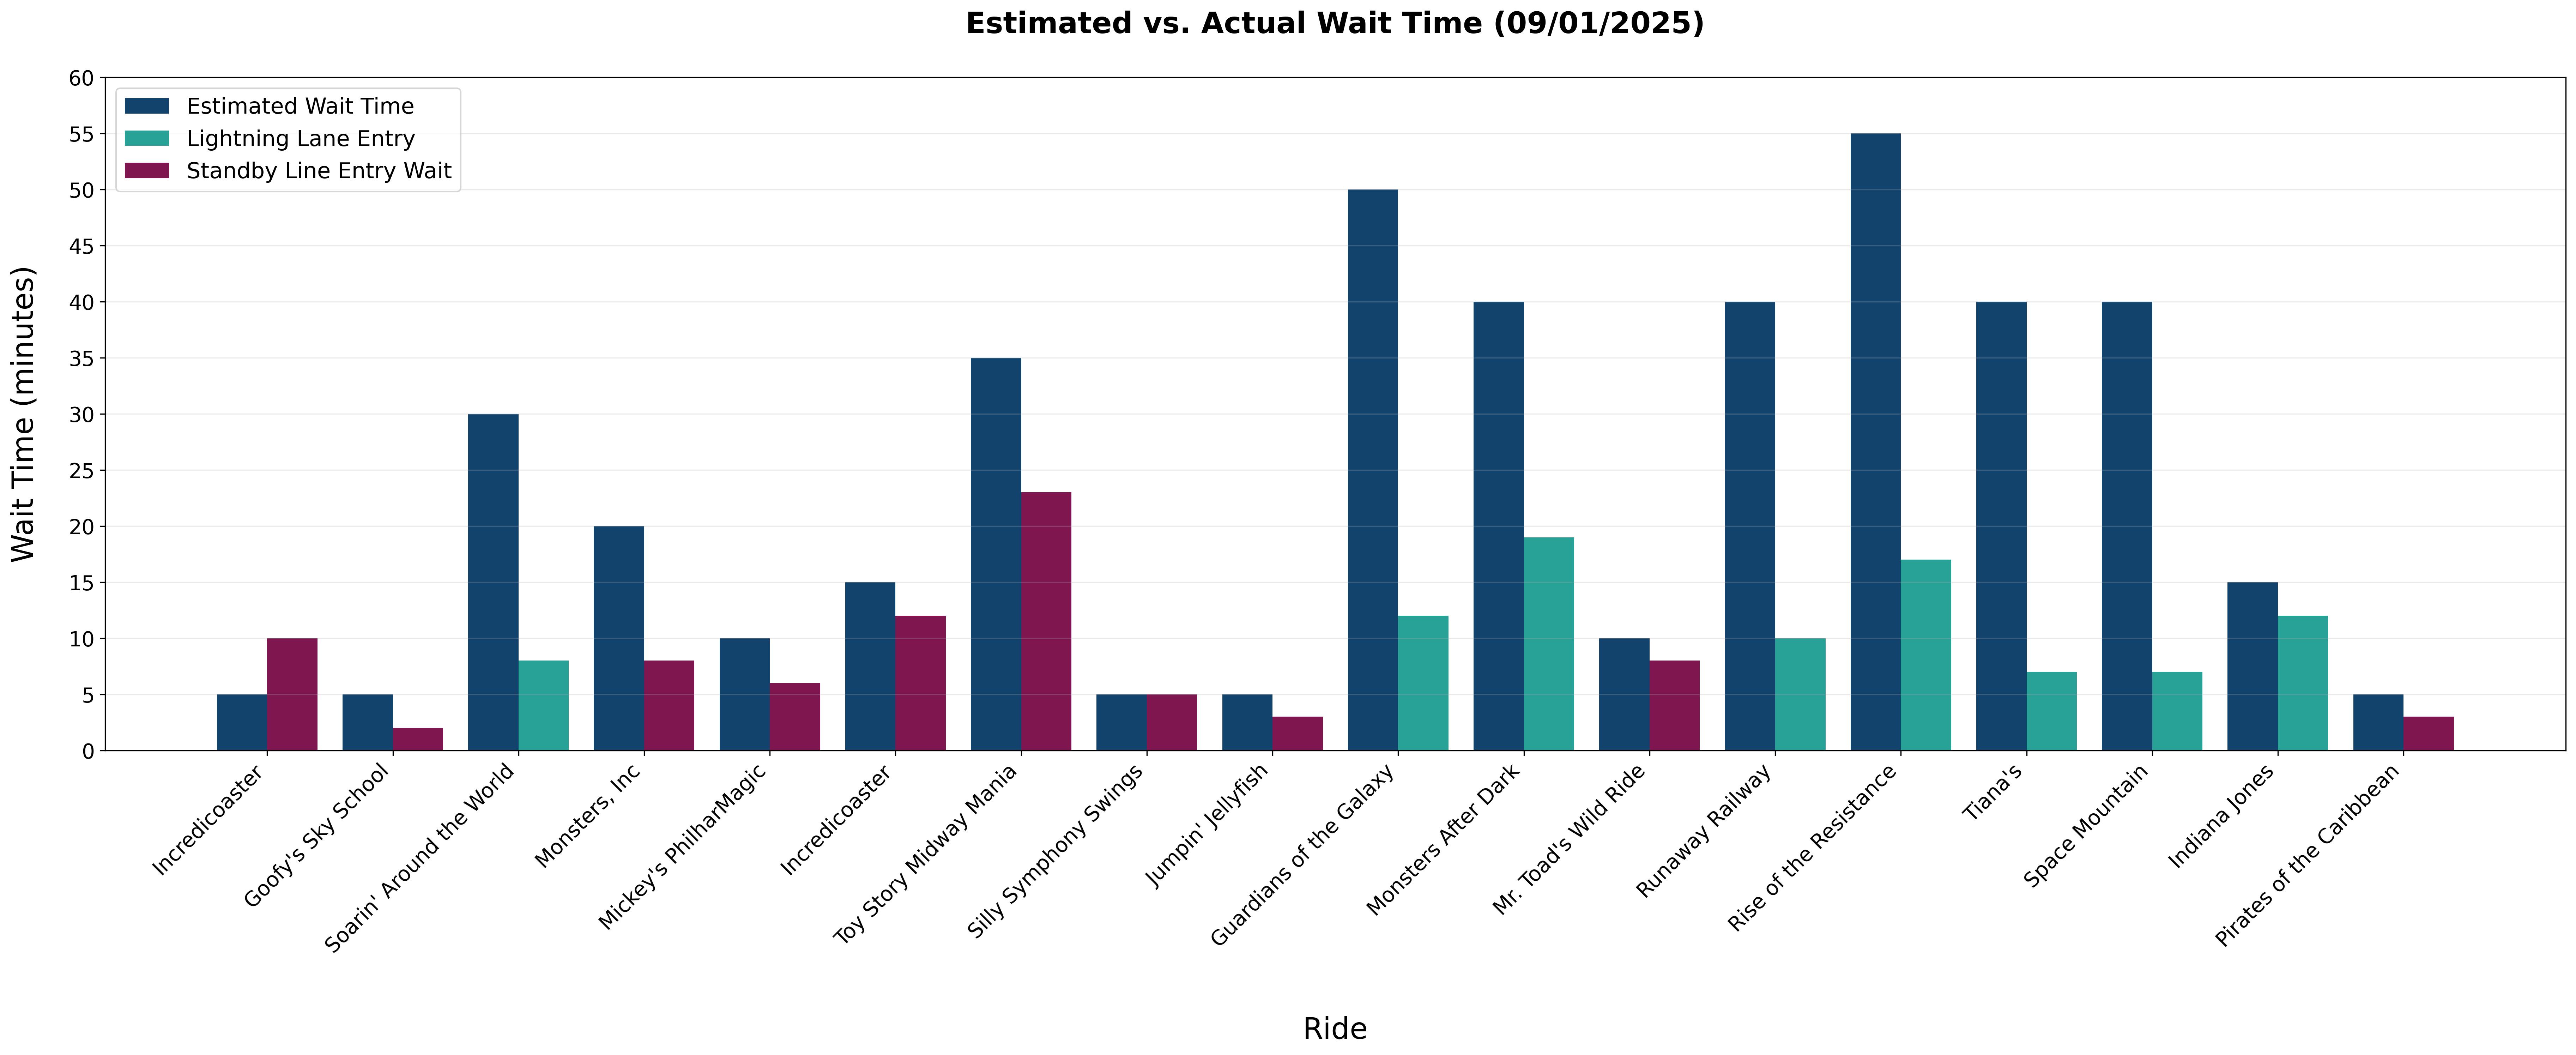 Estimated vs. Actual Wait Time (09/01/2025)
Estimated Wait Time
Lightning Lane Entry
Standby Line Entry Wait
Wait Time (minutes)
60
55
50
45
40
35
30
25
20
15
10
5
0
Incredicoaster
Goofy's Sky School
Soarin' Around the World
Monsters, Inc
Mickey's PhilharMagic
Incredicoaster
Toy Story Midway Mania
Silly Symphony Swings
Jumpin' Jellyfish
Guardians of the Galaxy
Monsters After Dark
Mr. Toad's Wild Ride
Runaway Railway
Rise of the Resistance
Tiana's
Space Mountain
Indiana Jones
Pirates of the Caribbean
Ride